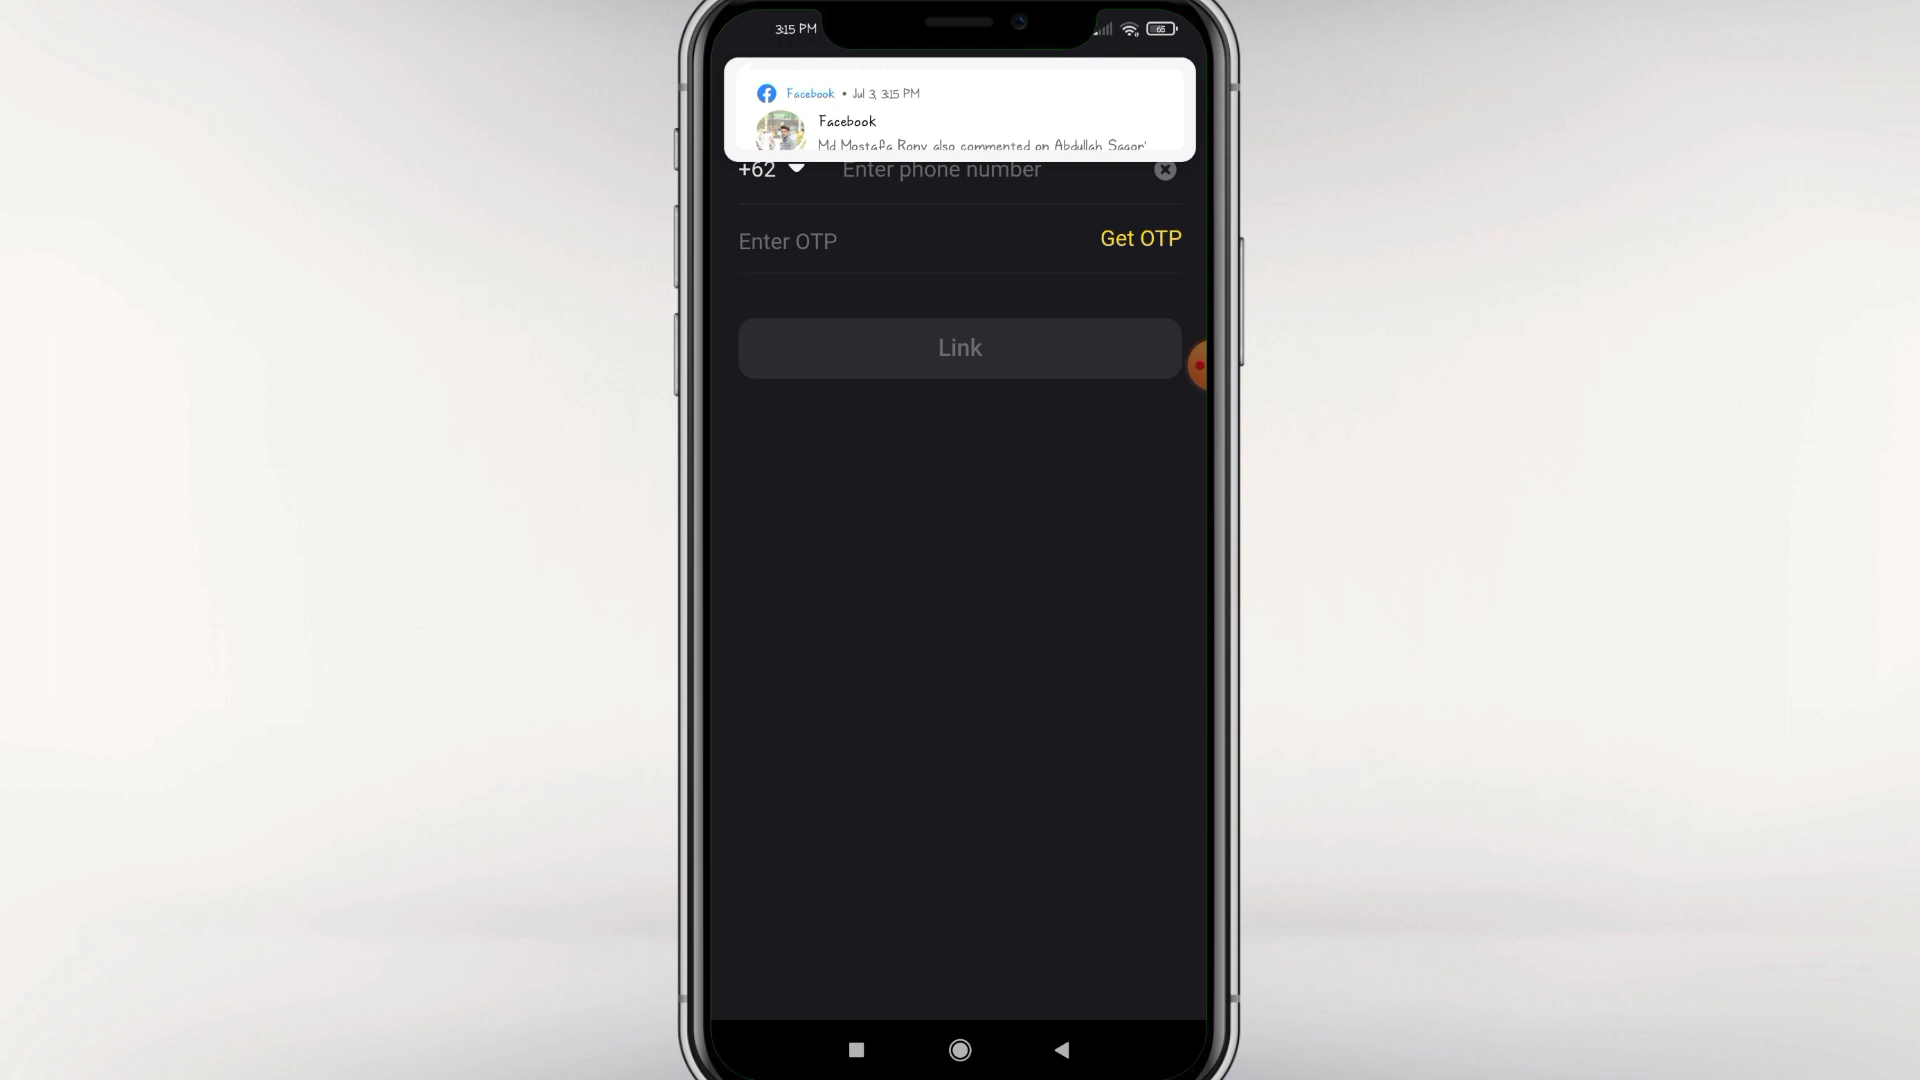 3:15 PM
65
Facebook • Jul 3, 3:15 PM
Facebook
Md Mostafa Rony also commented on Abdullah Sagor'
+62 Enter phone number
Enter OTP Get OTP
Link